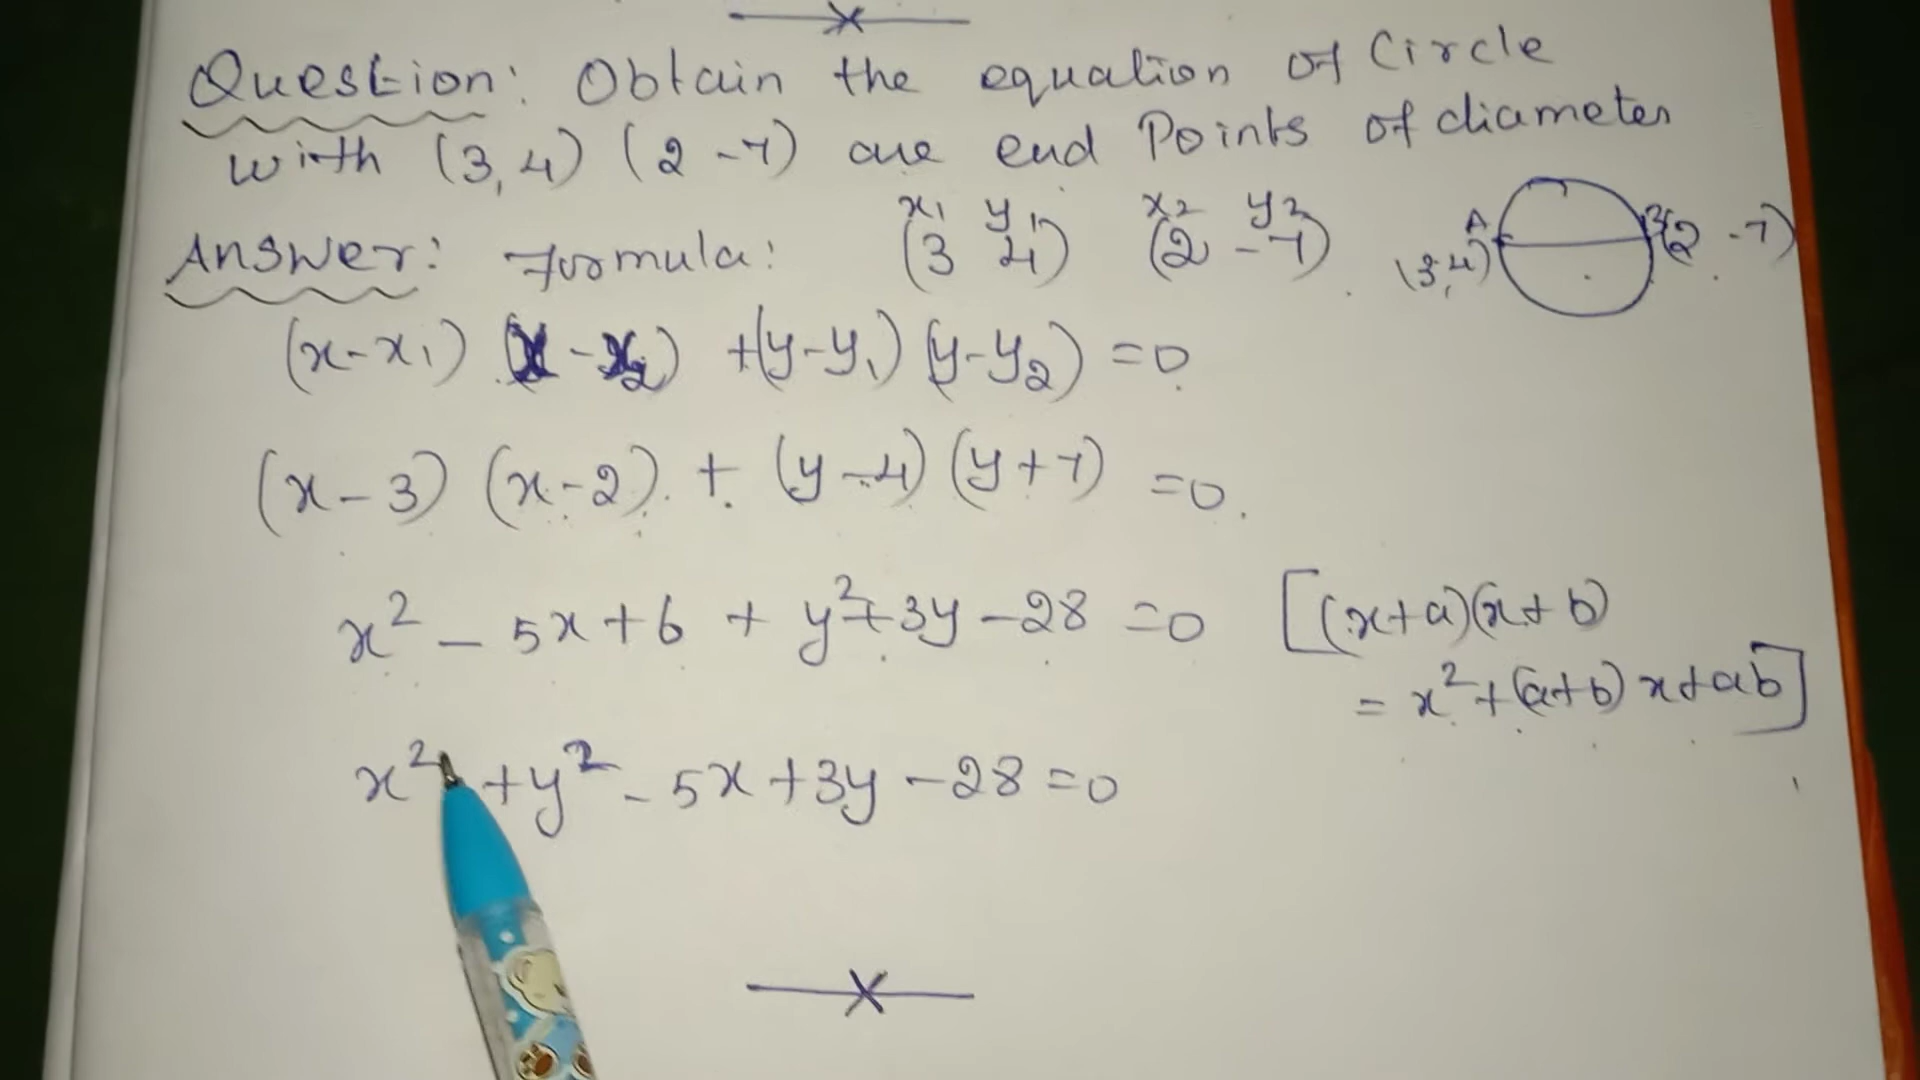 Question: Obtain the equation of Circle
with (3,4) (2 -7) are end Points of diameter
Answer: Formula: x₁ y₁ x₂ y₂
(3 4) (2 -7)
A B(2 -7)
(3,4)
(x-x₁) (x-x₂) +(y-y₁) (y-y₂) =0
(x-3) (x-2) + (y-4) (y+7) =0.
x² - 5x+6 + y²+3y-28 =0 [(x+a)(x+b)
= x²+(a+b) x+ab]
x² +y² - 5x+3y-28=0